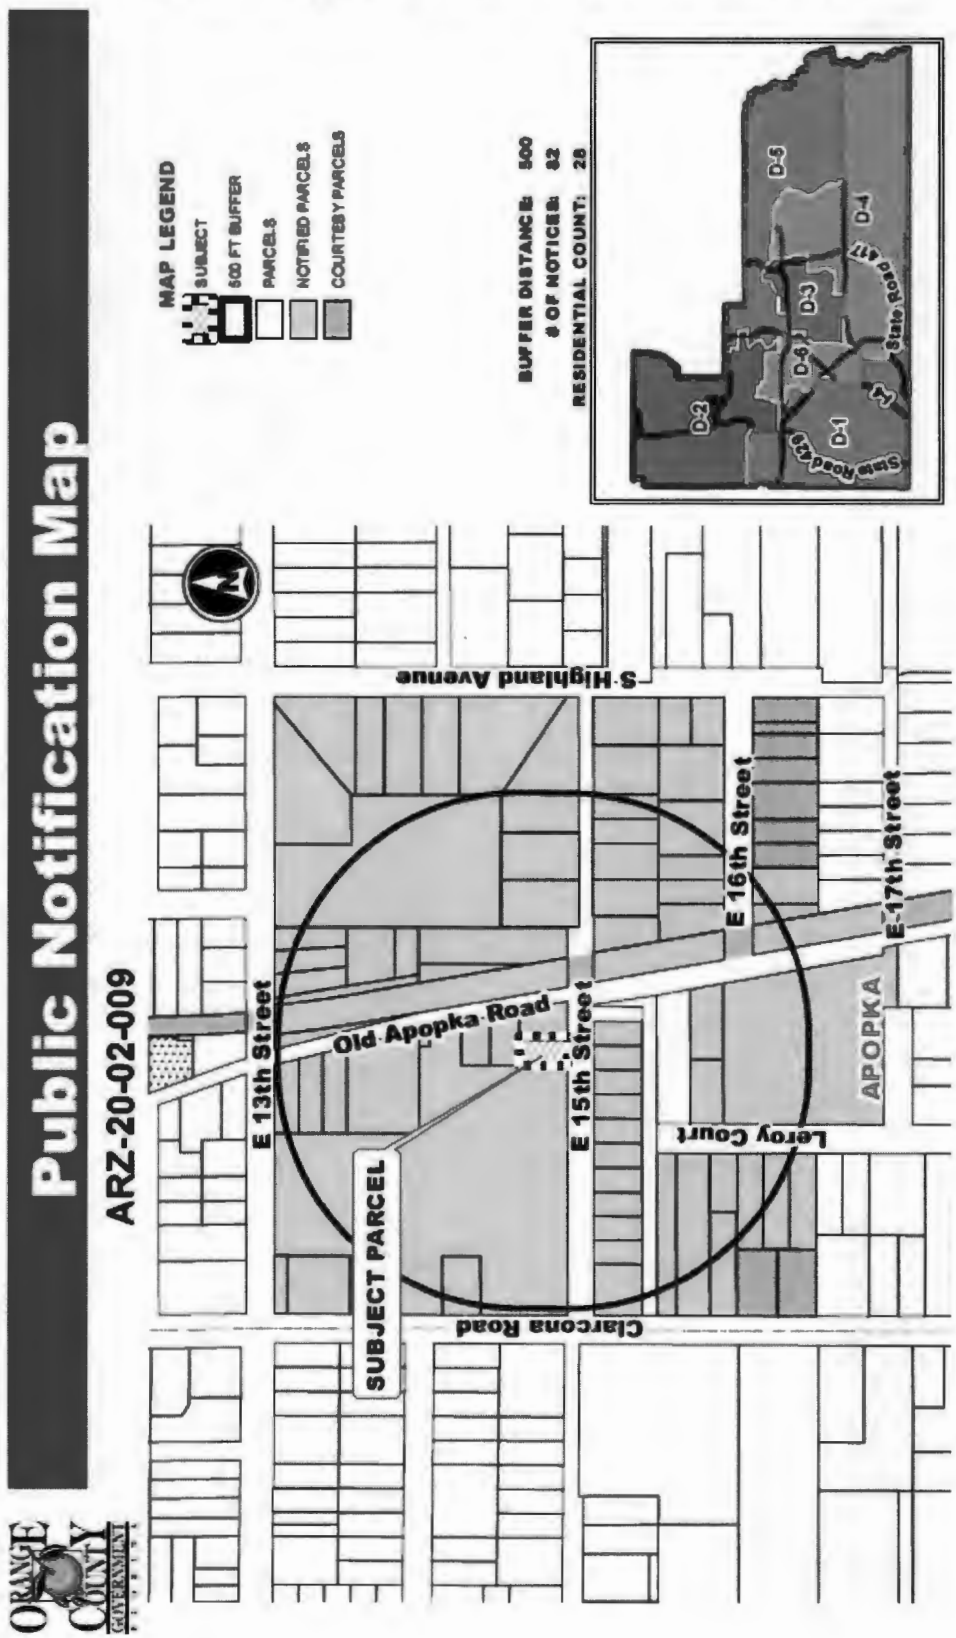 Public Notification Map
ORANGE
COUNTY
GOVERNMENT
ARZ-20-02-009
MAP LEGEND
SUBJECT
500 FT BUFFER
PARCELS
NOTIFIED PARCELS
COURTESY PARCELS
BUFFER DISTANCE: 500
# OF NOTICES: 82
RESIDENTIAL COUNT: 28
E 13th Street
Old Apopka Road
SUBJECT PARCEL
E 15th Street
E 16th Street
E 17th Street
Clarcona Road
Leroy Court
S Highland Avenue
APOPKA
N
D-2
D-5
D-3
D-6
D-4
D-1
State Road 429
State Road 417
I-4